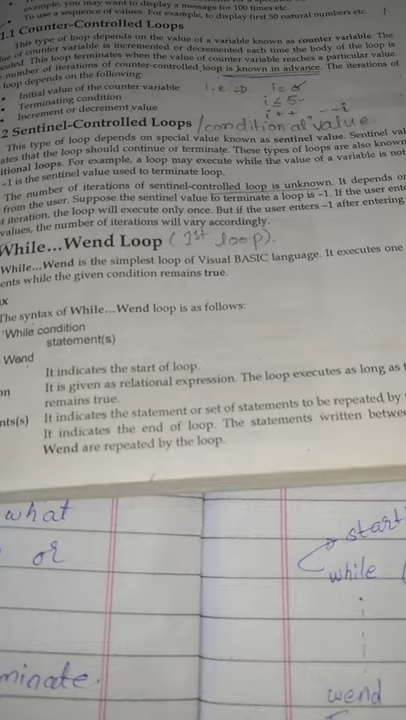 example, you may want to display a message for 100 times etc.
To use a sequence of values. For example, to display first 50 natural numbers etc.
1.1 Counter-Controlled Loops
This type of loop depends on the value of a variable known as counter variable. The
of counter variable is incremented or decremented each time the body of the loop is
This loop terminates when the value of counter variable reaches a particular value.
number of iterations of counter-controlled loop is known in advance. The iterations of
loop depends on the following:
• Initial value of the counter variable i.e ⇒ i =
• Terminating condition i ≤ 5
• Increment or decrement value i++ --i
2 Sentinel-Controlled Loops / conditional value.
This type of loop depends on special value known as sentinel value. Sentinel
that the loop should continue or terminate. These types of loops are also known
loops. For example, a loop may execute while the value of a variable is not
-1 is the sentinel value used to terminate loop.
The number of iterations of sentinel-controlled loop is unknown. It depends
from the user. Suppose the sentinel value to terminate a loop is -1. If the user
iteration, the loop will execute only once. But if the user enters -1 after entering
values, the number of iterations will vary accordingly.
While...Wend Loop (1st loop).
While...Wend is the simplest loop of Visual BASIC language. It executes one
while the given condition remains true.
The syntax of While...Wend loop is as follows:
While condition
statement(s)
Wend
It indicates the start of loop.
It is given as relational expression. The loop executes as long as
remains true.
It indicates the statement or set of statements to be repeated by
It indicates the end of loop. The statements written
Wend are repeated by the loop.
what
start
or
while (
wend